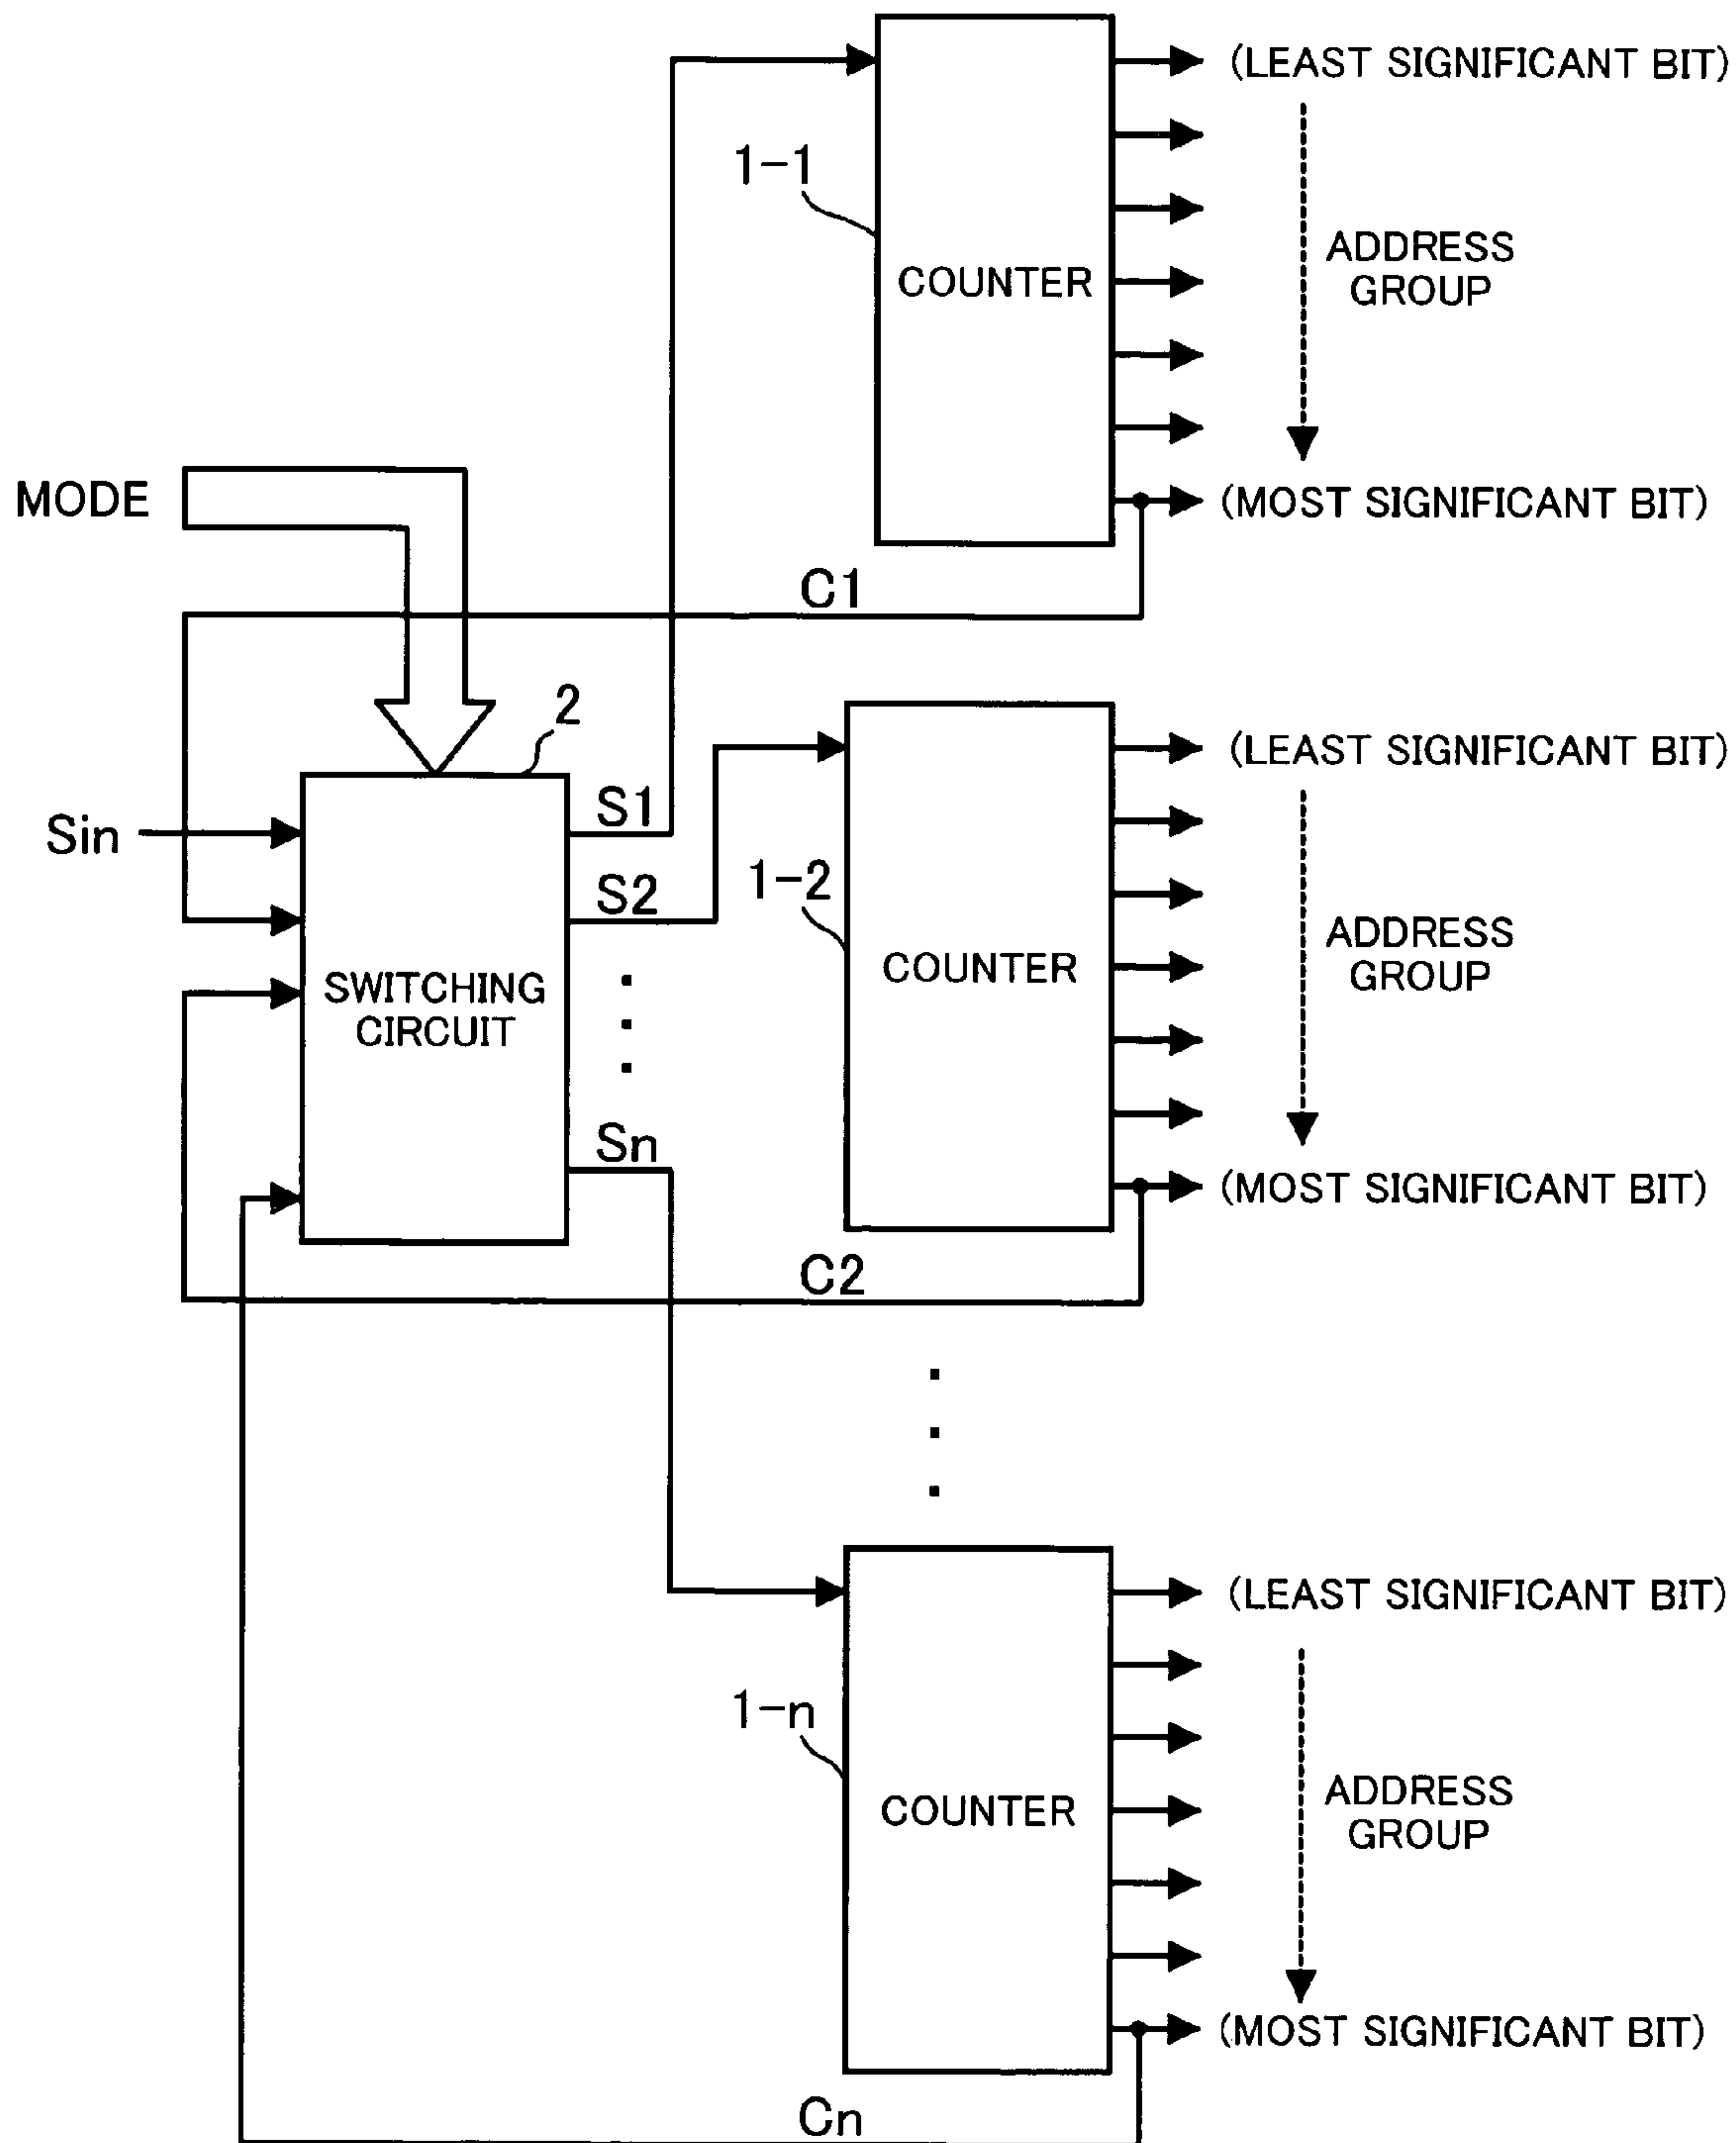 (LEAST SIGNIFICANT BIT)
1-1
COUNTER
ADDRESS
GROUP
MODE
(MOST SIGNIFICANT BIT)
C1
2
Sin
S1
S2
Sn
SWITCHING
CIRCUIT
(LEAST SIGNIFICANT BIT)
1-2
COUNTER
ADDRESS
GROUP
(MOST SIGNIFICANT BIT)
C2
(LEAST SIGNIFICANT BIT)
1-n
COUNTER
ADDRESS
GROUP
(MOST SIGNIFICANT BIT)
Cn